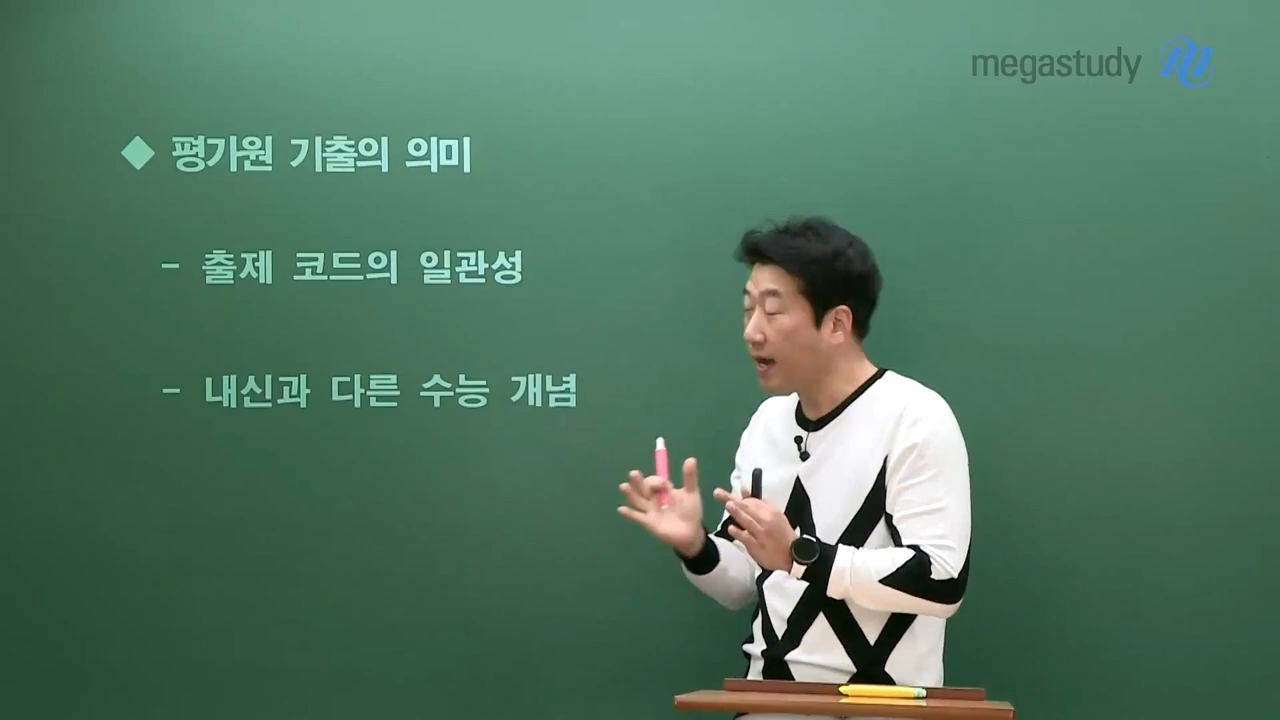 megastudy
◆ 평가원 기출의 의미
- 출제 코드의 일관성
- 내신과 다른 수능 개념